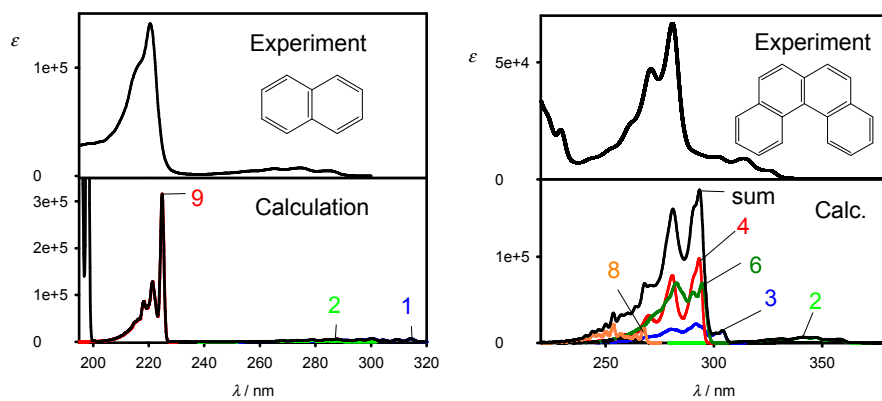 ε
Experiment
1e+5
0
9
Calculation
3e+5
2e+5
1e+5
0
2
1
200
220
240
260
280
300
320
λ / nm
ε
Experiment
5e+4
0
sum
Calc.
4
8
6
1e+5
3
2
0
250
300
350
λ / nm